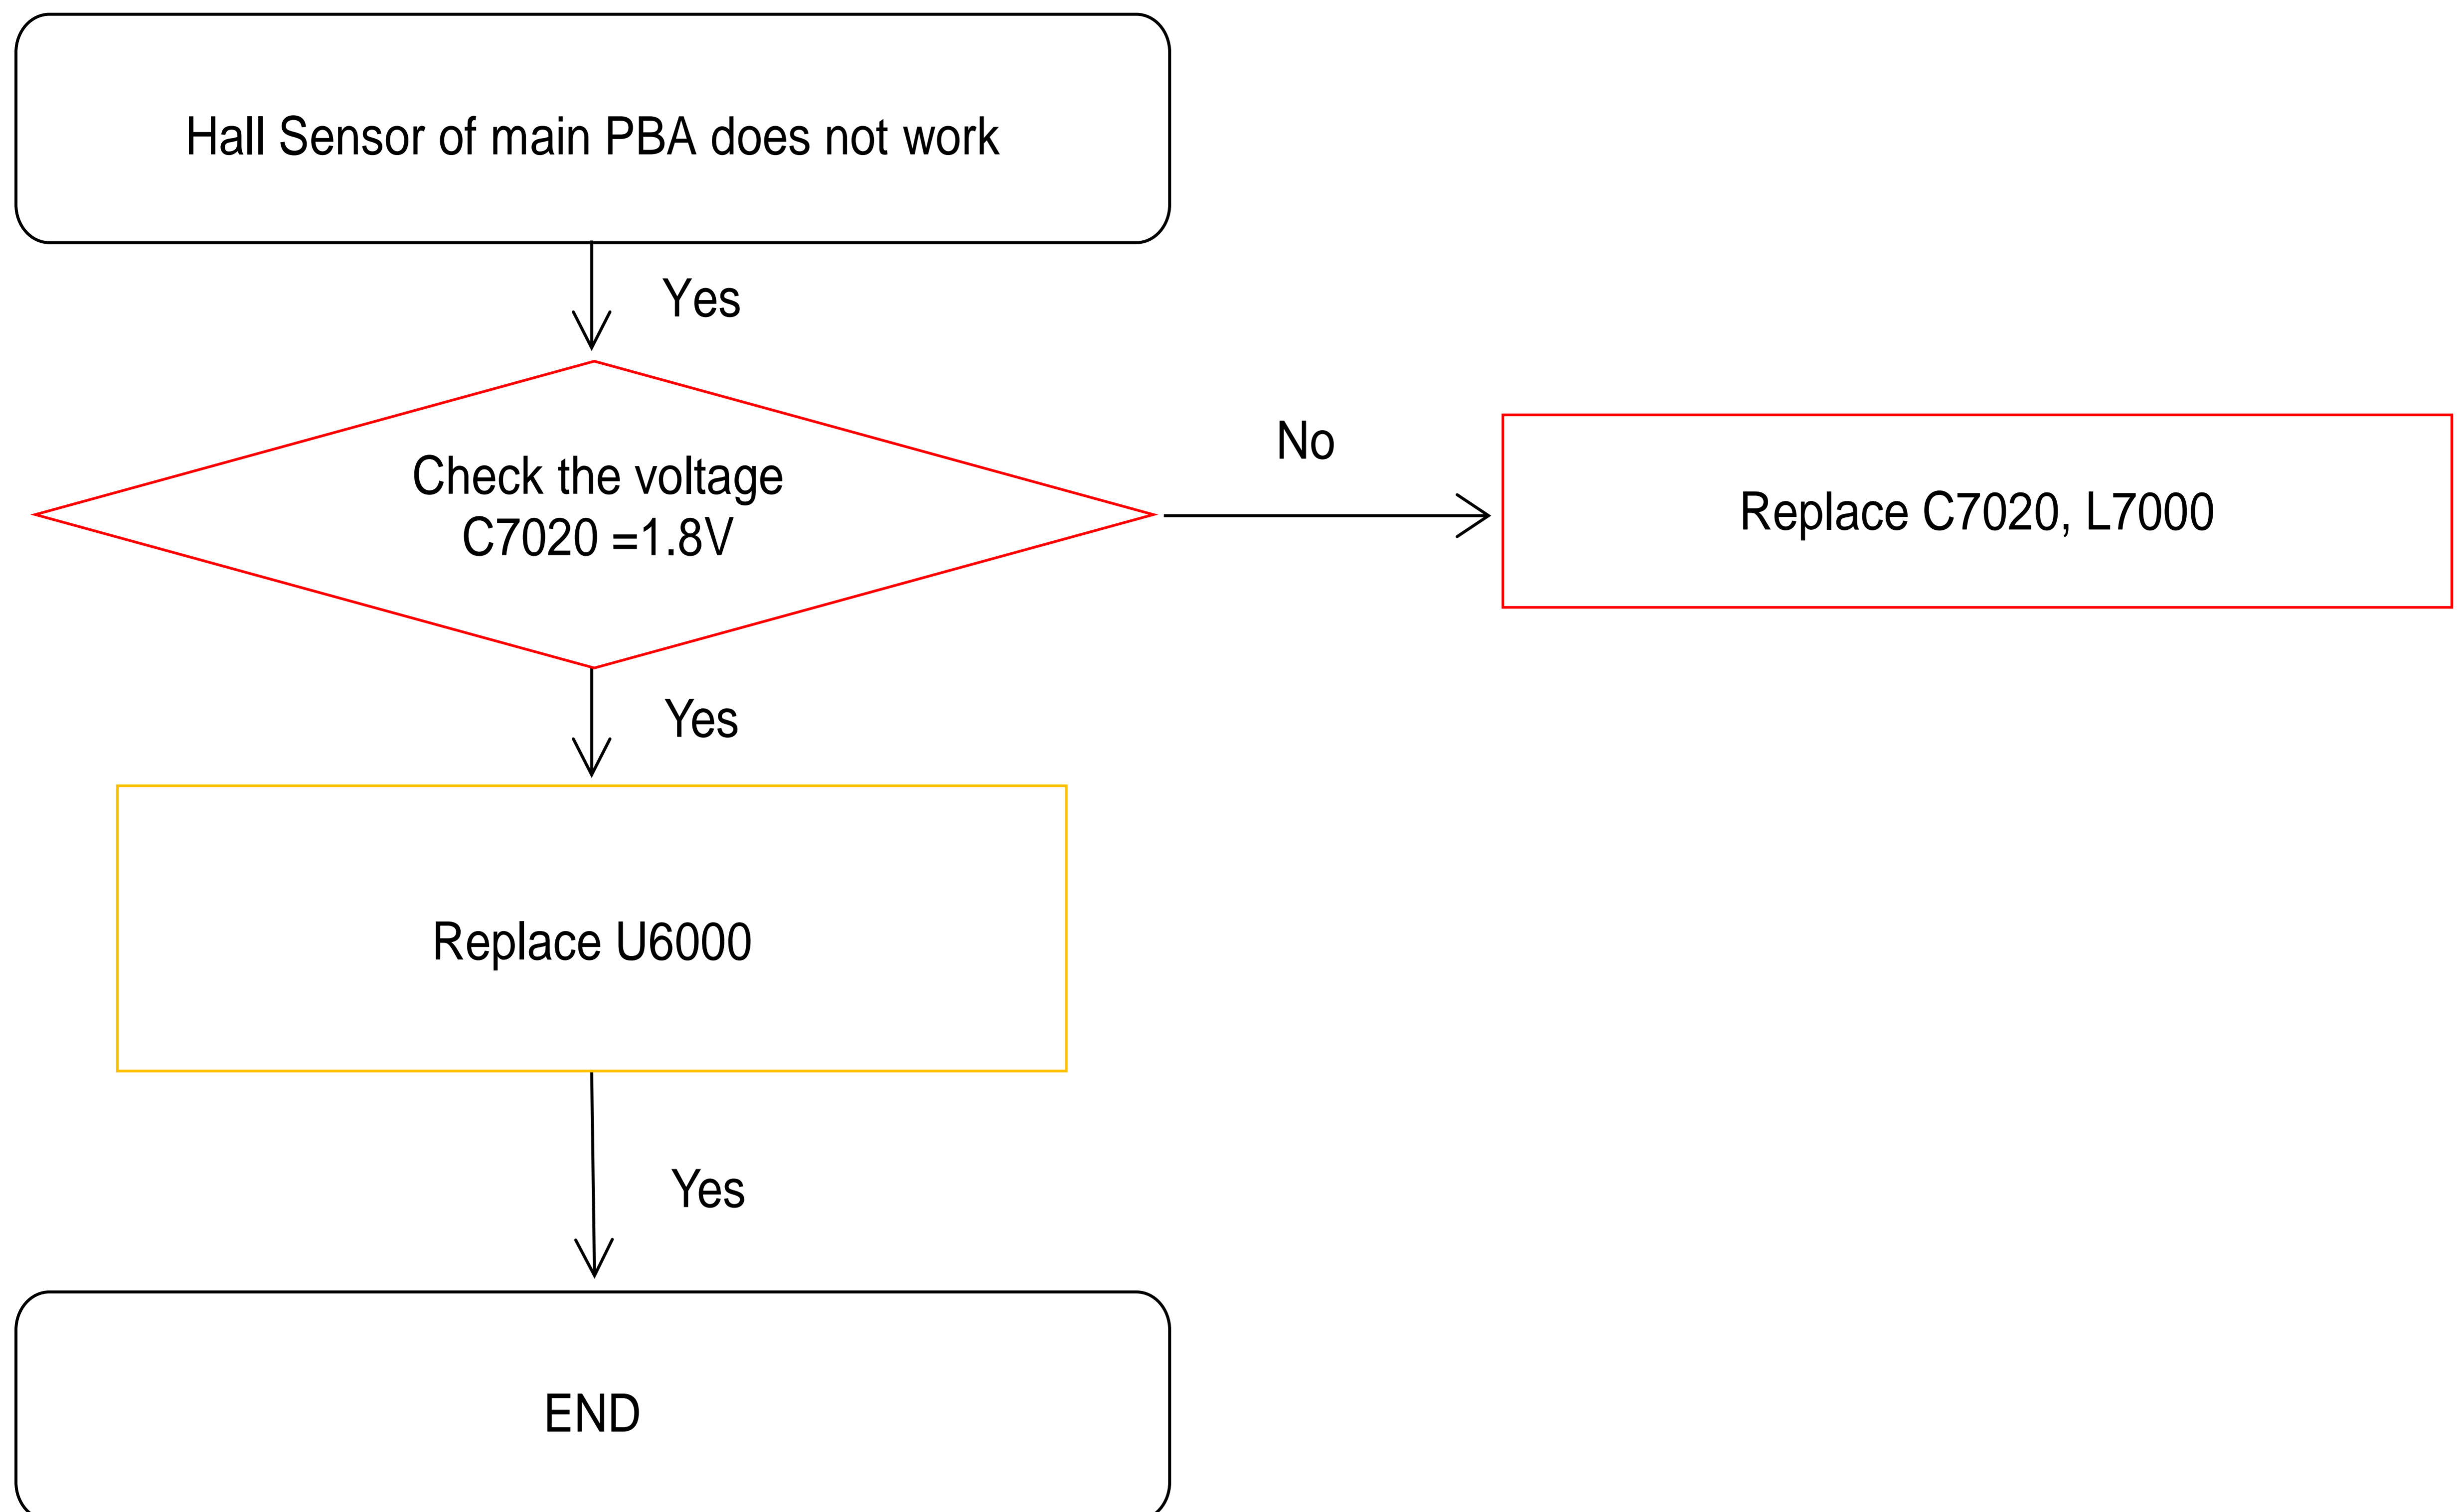 Hall Sensor of main PBA does not work
Yes
Check the voltage
C7020 =1.8V
No
Replace C7020, L7000
Yes
Replace U6000
Yes
END